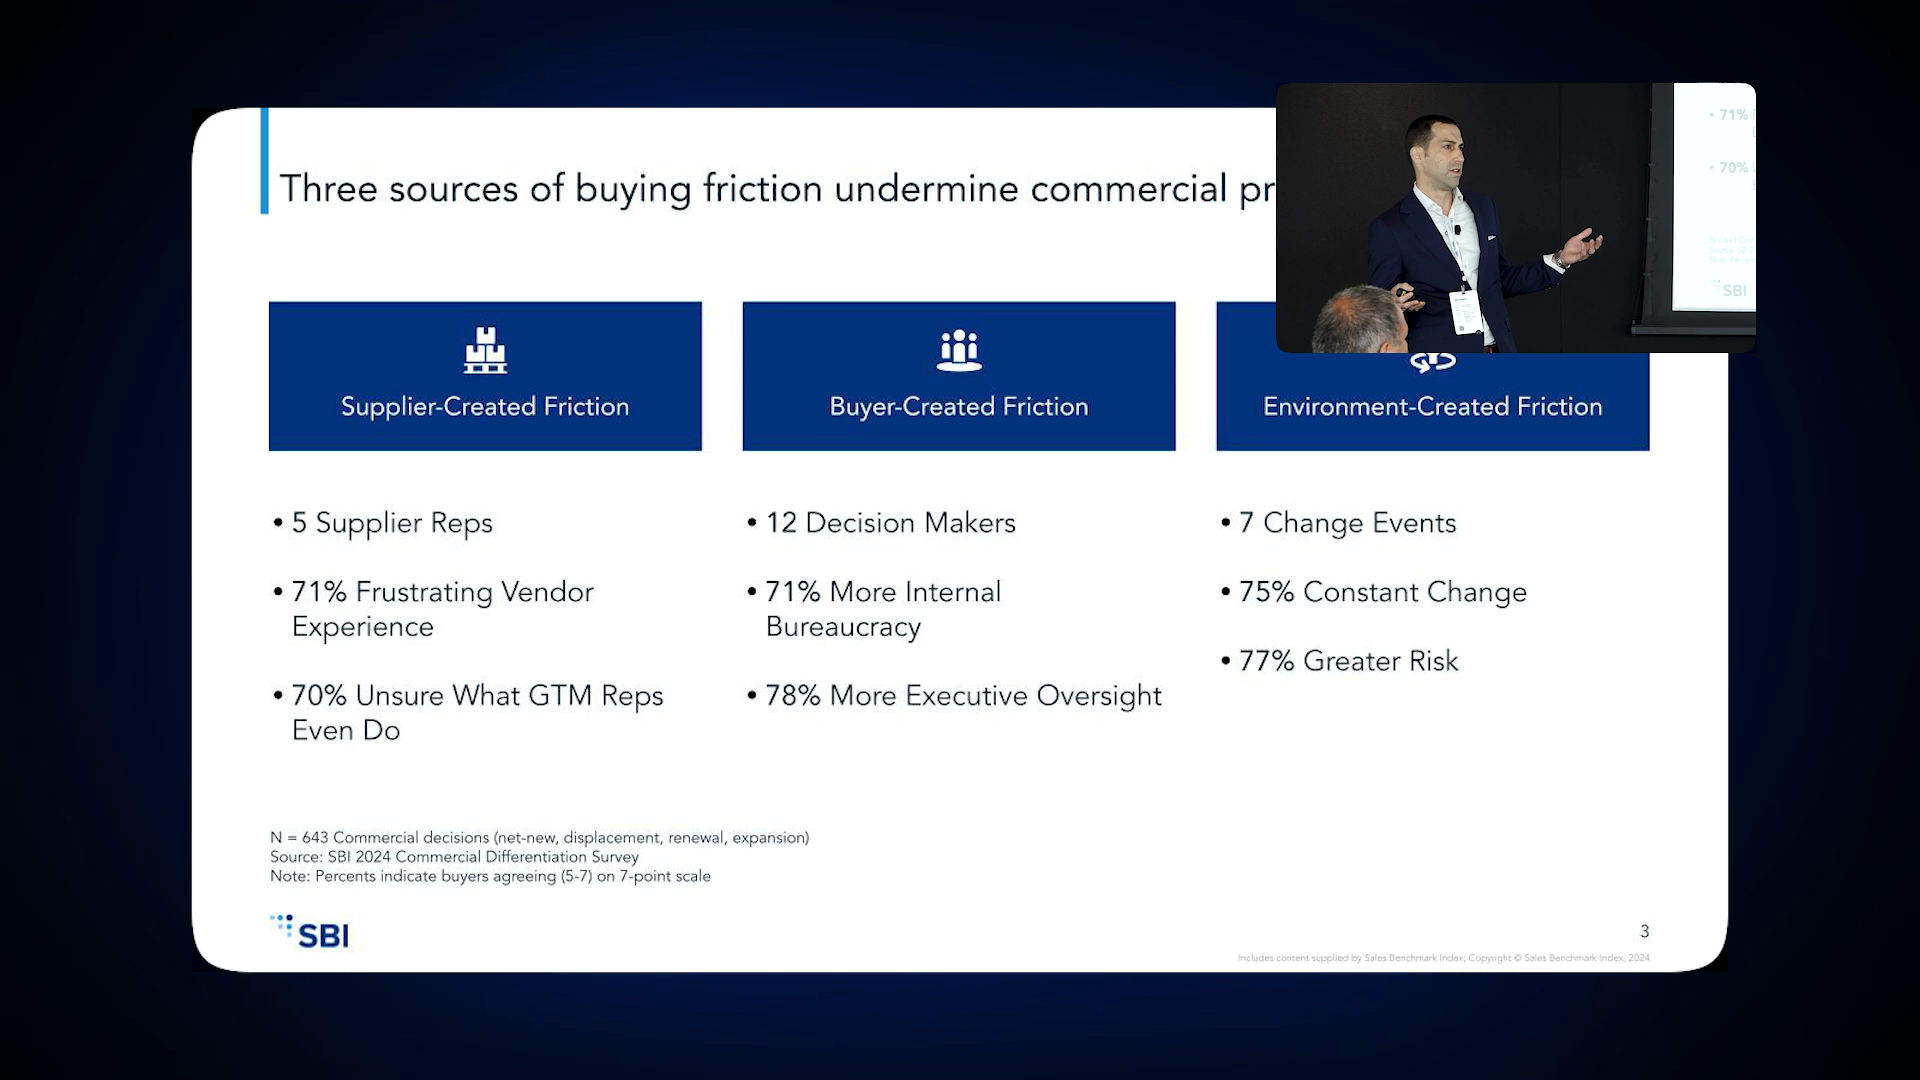 Three sources of buying friction undermine commercial pr
Supplier-Created Friction
Buyer-Created Friction
Environment-Created Friction
• 5 Supplier Reps
• 71% Frustrating Vendor
Experience
• 70% Unsure What GTM Reps
Even Do
• 12 Decision Makers
• 71% More Internal
Bureaucracy
• 78% More Executive Oversight
• 7 Change Events
• 75% Constant Change
• 77% Greater Risk
N = 643 Commercial decisions (net-new, displacement, renewal, expansion)
Source: SBI 2024 Commercial Differentiation Survey
Note: Percents indicate buyers agreeing (5-7) on 7-point scale
SBI
3
Includes content supplied by Sales Benchmark Index; Copyright © Sales Benchmark Index, 2024
• 71%
• 70%
SBI